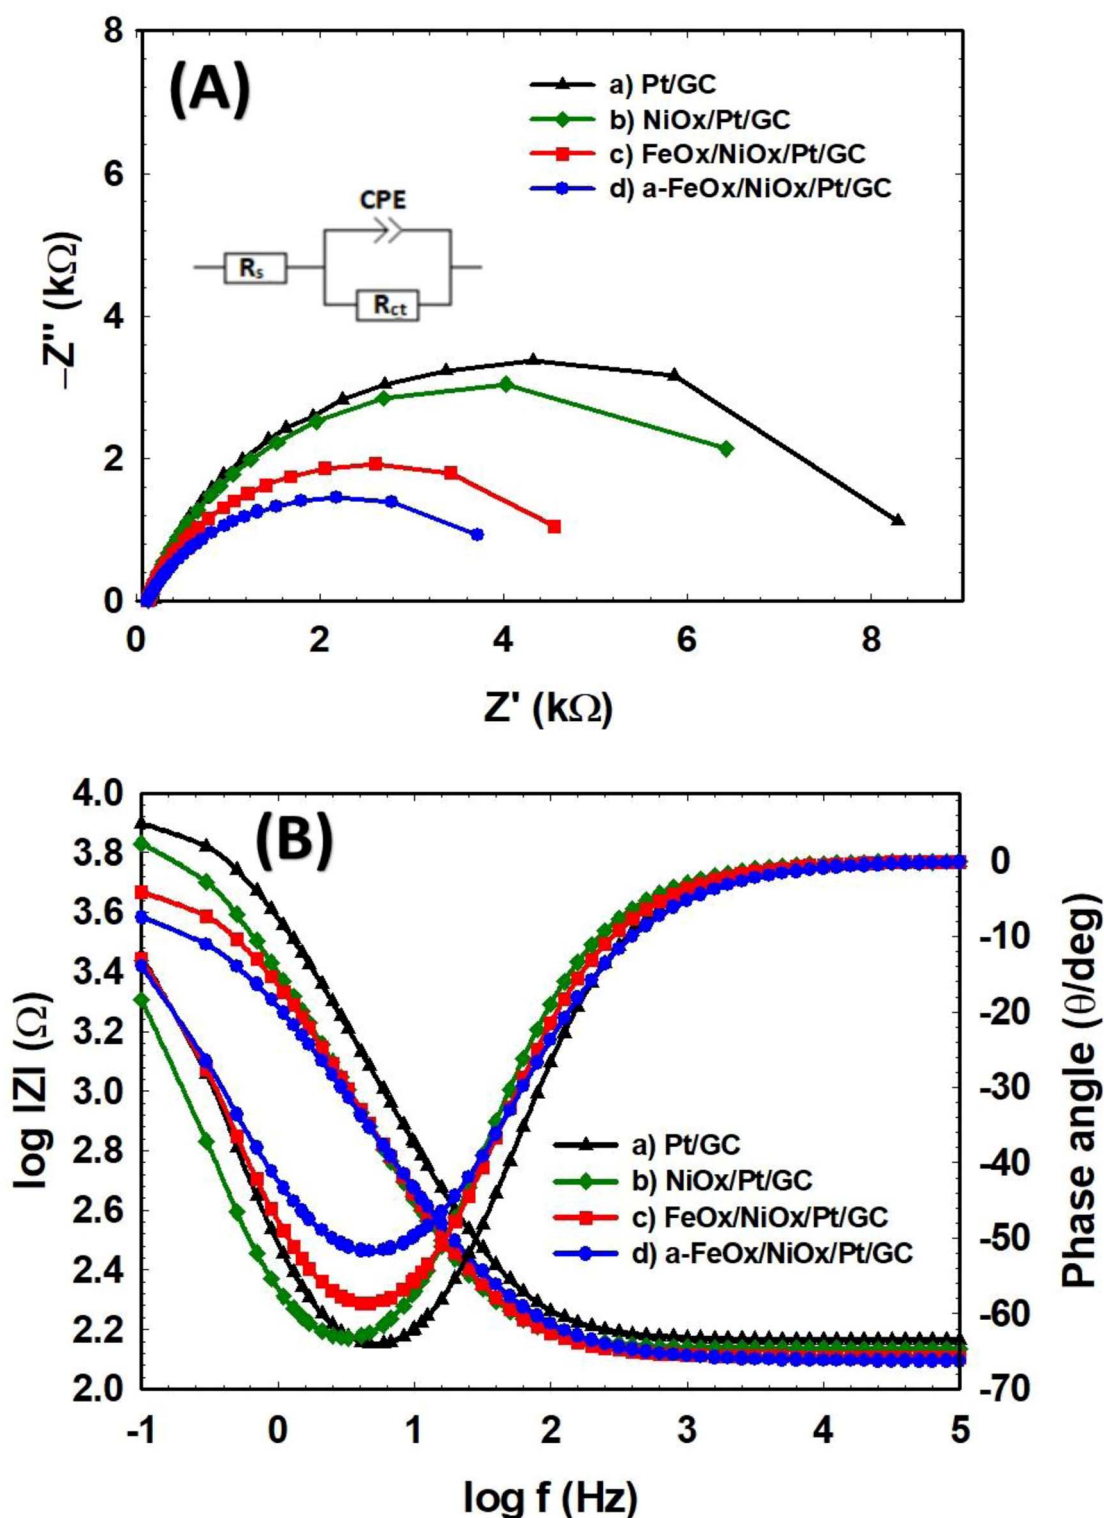 (A)
a) Pt/GC
b) NiOx/Pt/GC
c) FeOx/NiOx/Pt/GC
d) a-FeOx/NiOx/Pt/GC
CPE
Rs
Rct
8
6
4
2
0
–Z'' (kΩ)
0 2 4 6 8
Z' (kΩ)
(B)
4.0
3.8
3.6
3.4
3.2
3.0
2.8
2.6
2.4
2.2
2.0
log |Z| (Ω)
0
-10
-20
-30
-40
-50
-60
-70
Phase angle (θ/deg)
a) Pt/GC
b) NiOx/Pt/GC
c) FeOx/NiOx/Pt/GC
d) a-FeOx/NiOx/Pt/GC
-1 0 1 2 3 4 5
log f (Hz)